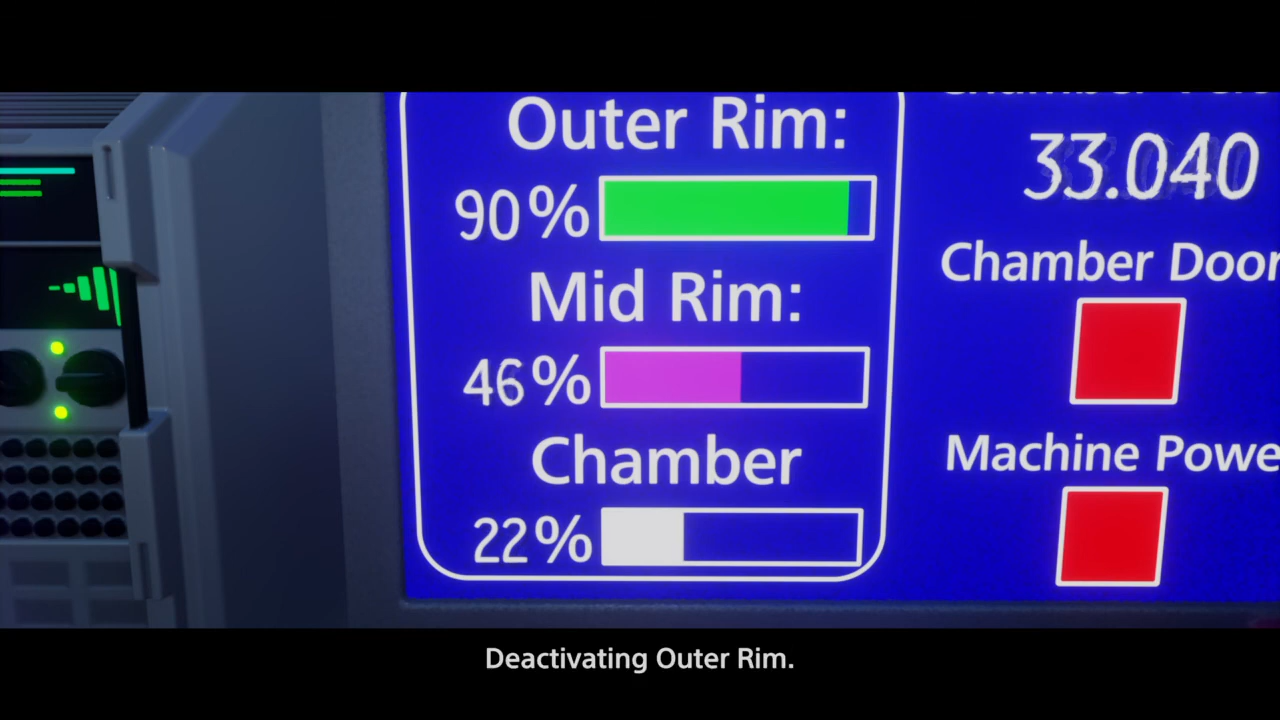 Outer Rim:
90%
Mid Rim:
46%
Chamber
22%
33.040
Chamber Door
Machine Powe
Deactivating Outer Rim.